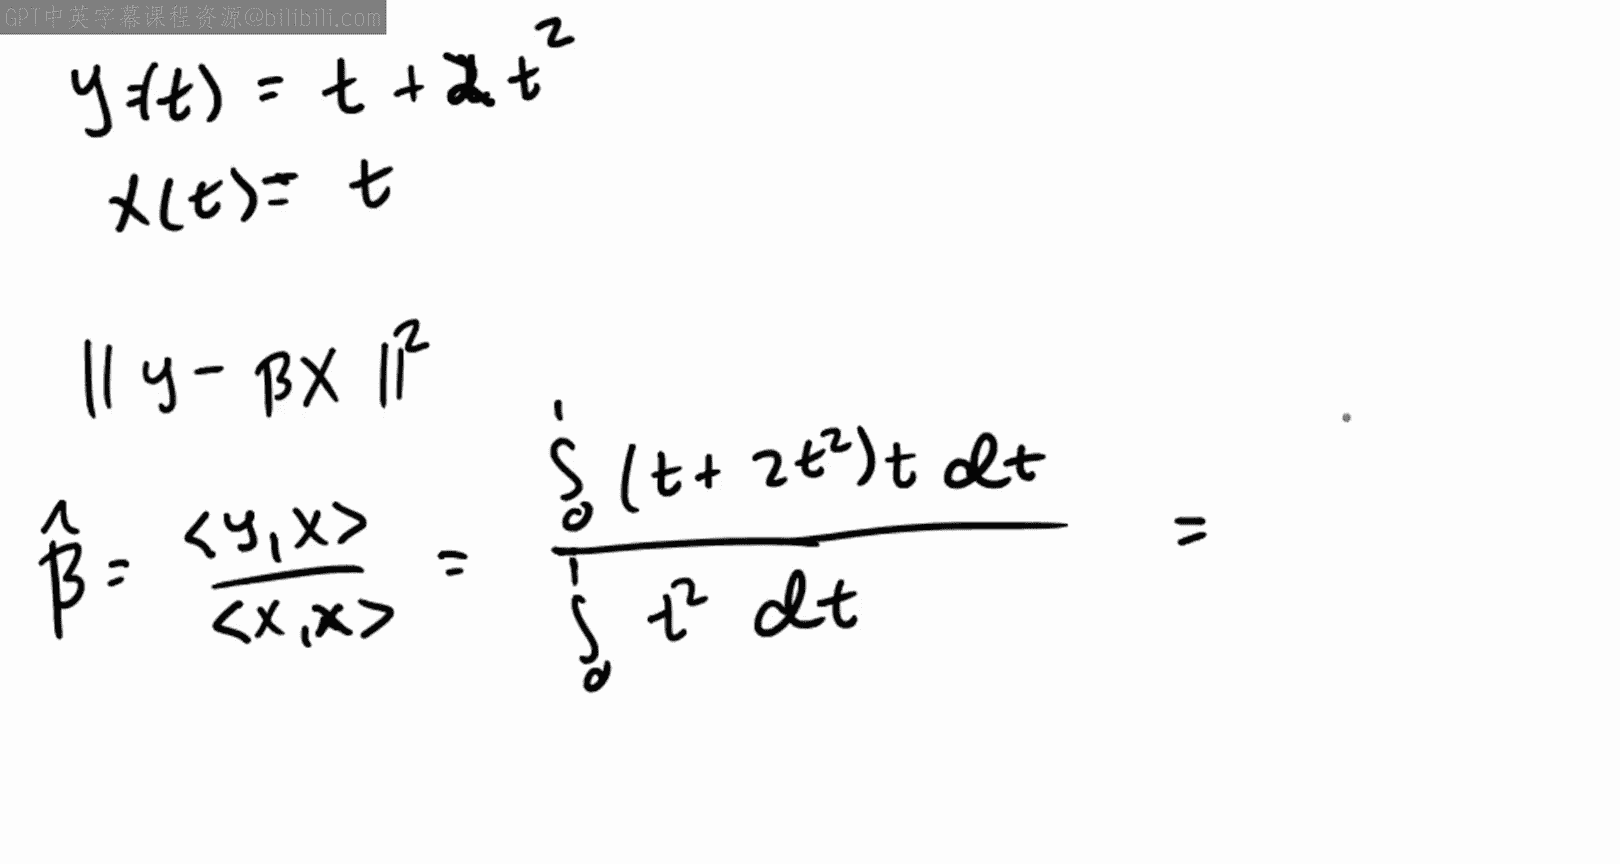 GPT中英字幕课程资源@bilibili.com
y(t) = t + 2t²
x(t) = t
||y - βx||²
β̂ = <y,x> / <x,x> = ∫₀¹ (t + 2t²)t dt / ∫₀¹ t² dt =